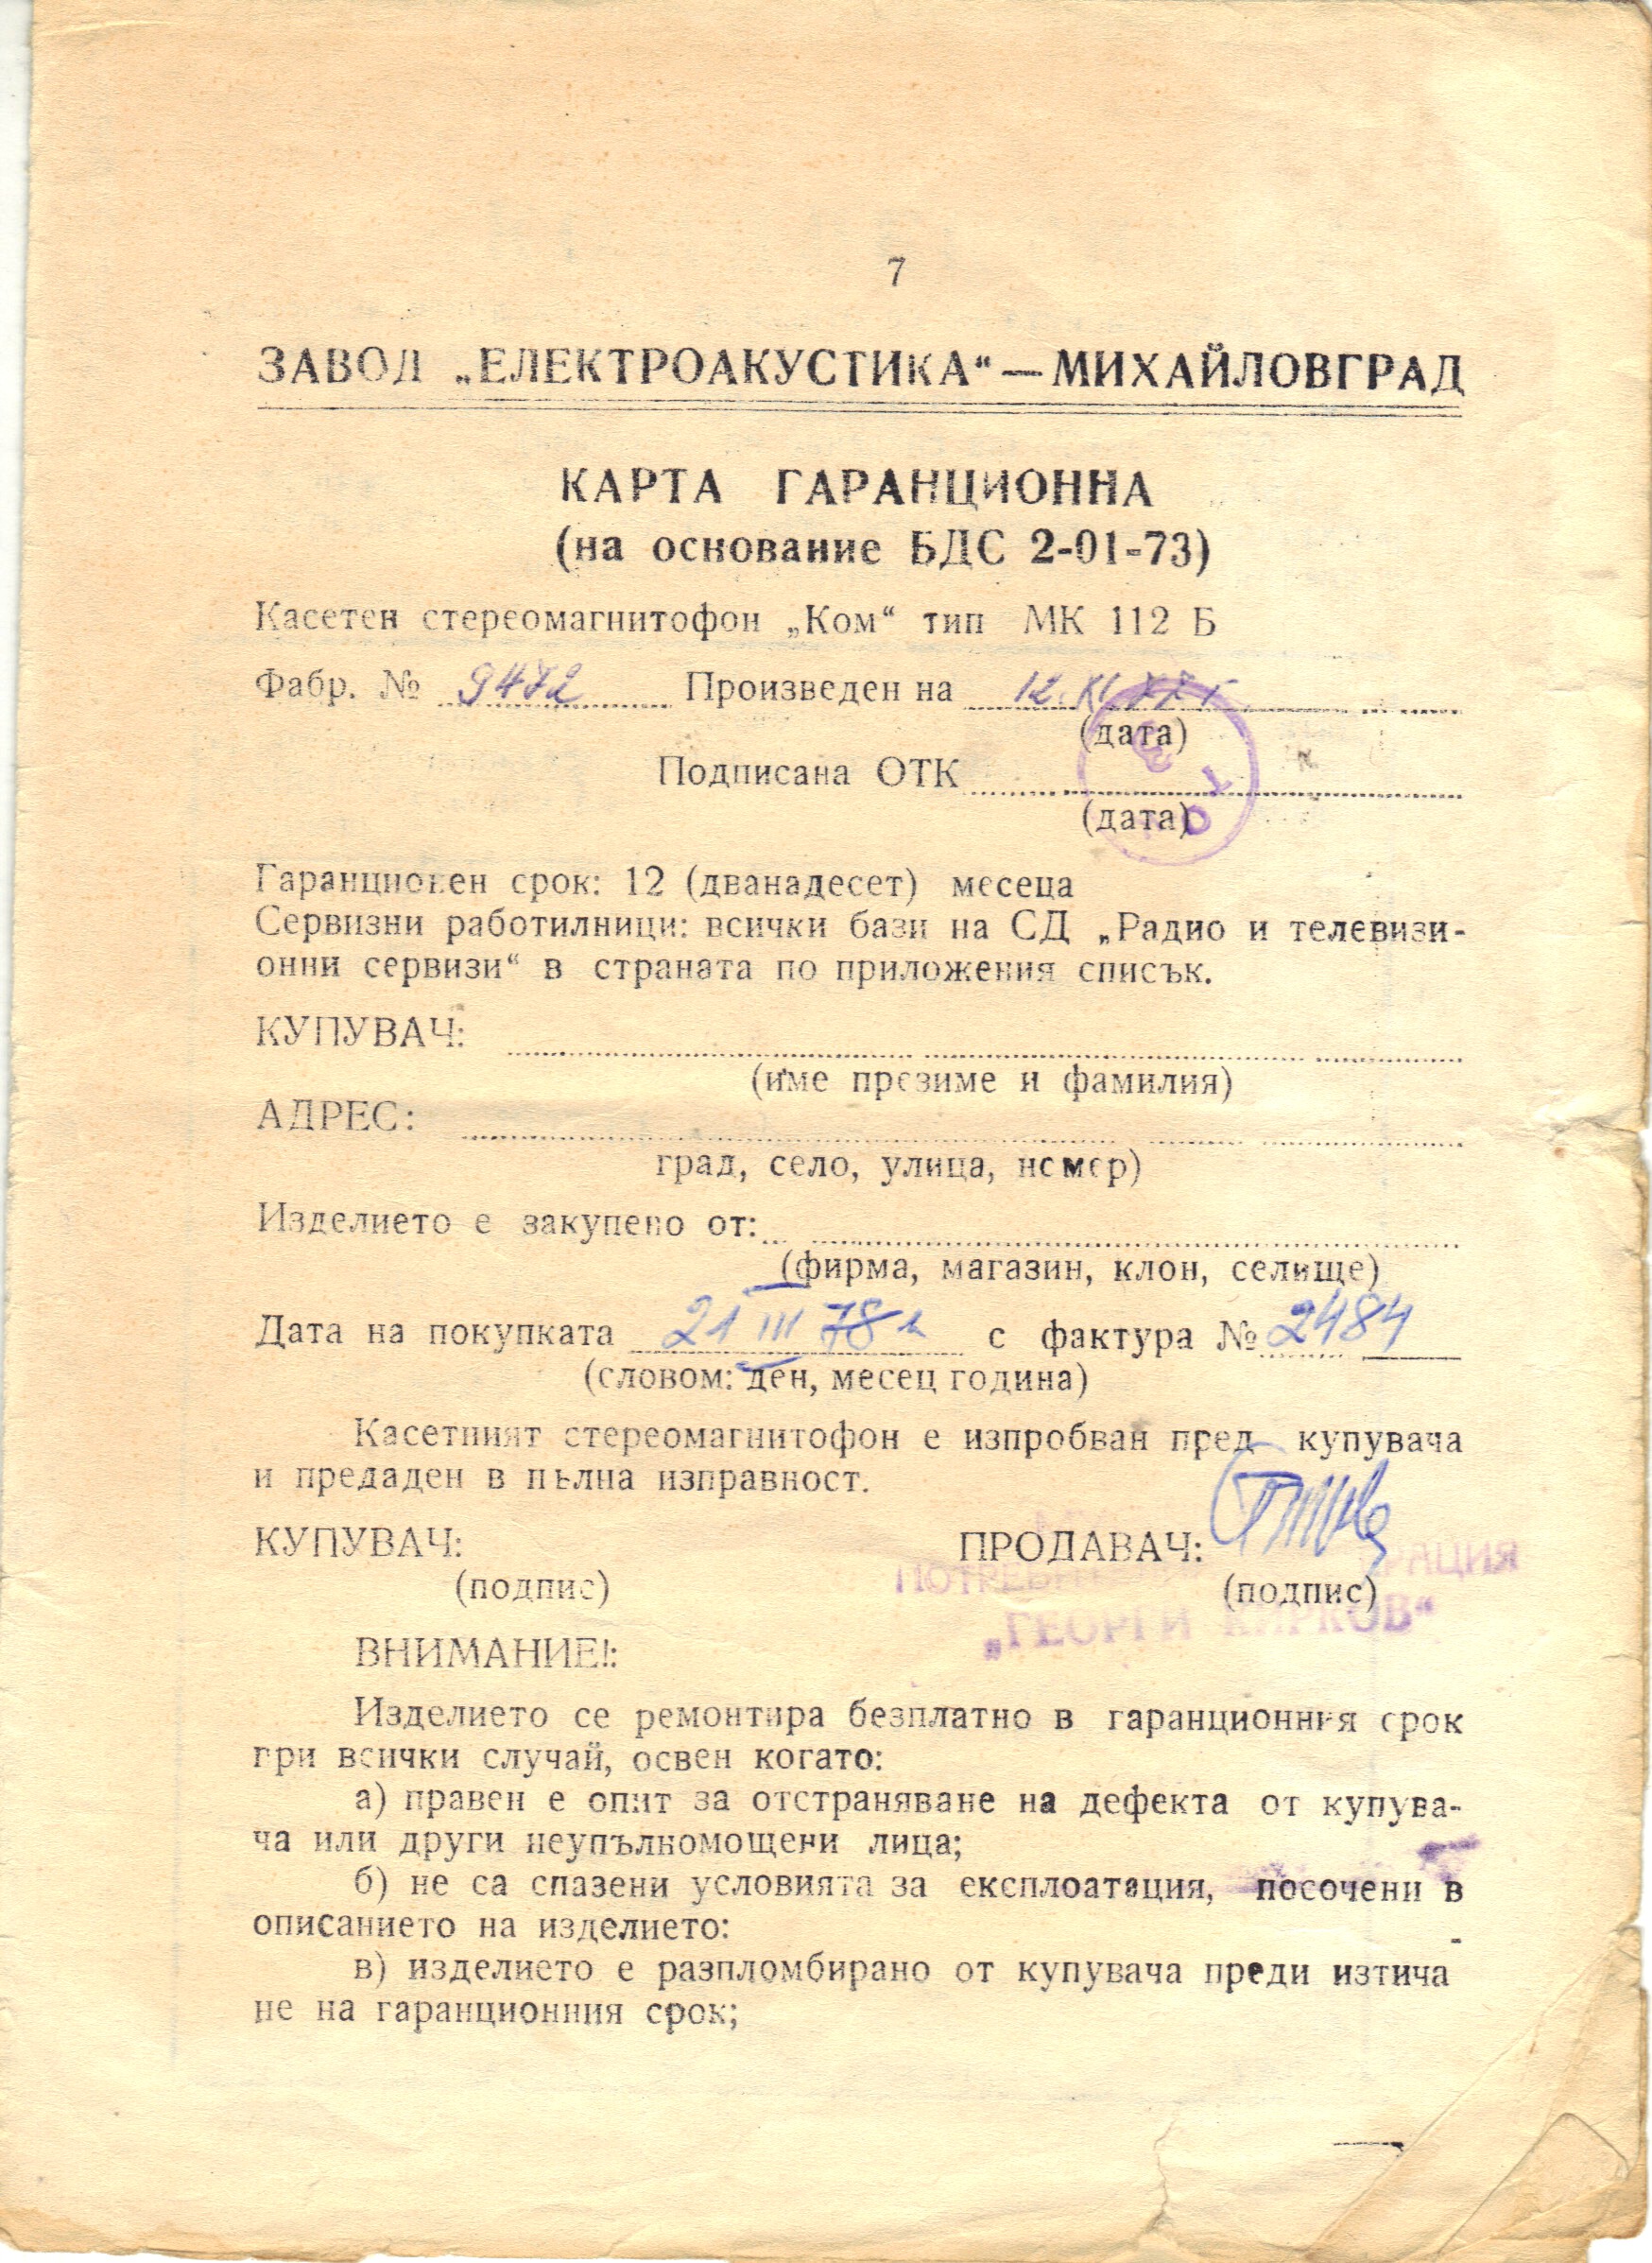 7
ЗАВОД „ЕЛЕКТРОАКУСТИКА“ — МИХАЙЛОВГРАД
КАРТА ГАРАНЦИОННА
(на основание БДС 2-01-73)
Касетен стереомагнитофон „Ком“ тип МК 112 Б
Фабр. № 9472 Произведен на 12.XI.77 г.
(дата)
Подписана ОТК
(дата)
Гаранционен срок: 12 (дванадесет) месеца
Сервизни работилници: всички бази на СД „Радио и телевизи-
онни сервизи“ в страната по приложения списък.
КУПУВАЧ:
(име презиме и фамилия)
АДРЕС:
град, село, улица, номер)
Изделието е закупено от:
(фирма, магазин, клон, селище)
Дата на покупката 21 III 78 г. с фактура № 2484
(словом: ден, месец година)
Касетният стереомагнитофон е изпробван пред купувача
и предаден в пълна изправност.
КУПУВАЧ: ПРОДАВАЧ:
(подпис) (подпис)
„ГЕОРГИ КИРКОВ“
ВНИМАНИЕ!:
Изделието се ремонтира безплатно в гаранционния срок
при всички случай, освен когато:
а) правен е опит за отстраняване на дефекта от купува-
ча или други неупълномощени лица;
б) не са спазени условията за експлоатация, посочени в
описанието на изделието:
в) изделието е разпломбирано от купувача преди изтича
не на гаранционния срок;